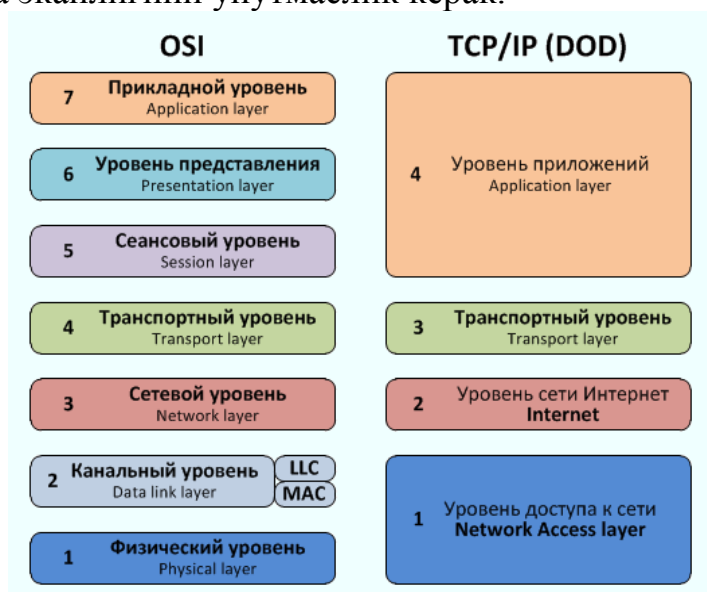 эканлигини унутмаслик керак.
OSI
TCP/IP (DOD)
7
Прикладной уровень
Application layer
6
Уровень представления
Presentation layer
5
Сеансовый уровень
Session layer
4
Транспортный уровень
Transport layer
3
Сетевой уровень
Network layer
2
Канальный уровень
Data link layer
LLC
MAC
1
Физический уровень
Physical layer
4
Уровень приложений
Application layer
3
Транспортный уровень
Transport layer
2
Уровень сети Интернет
Internet
1
Уровень доступа к сети
Network Access layer